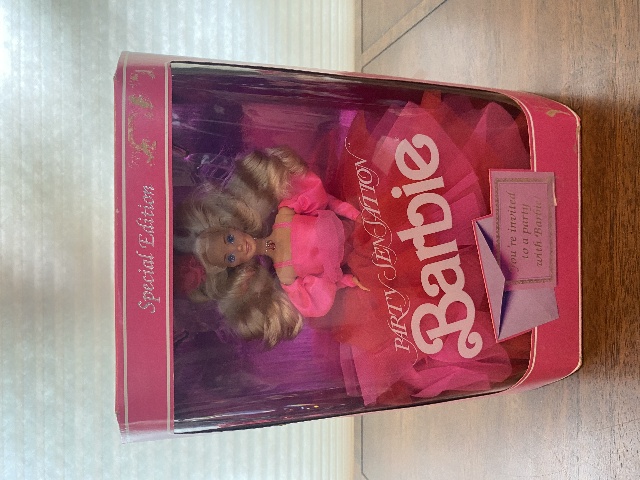 Special Edition
PARTY SENSATION
Barbie
You're invited
to a party
with Barbie